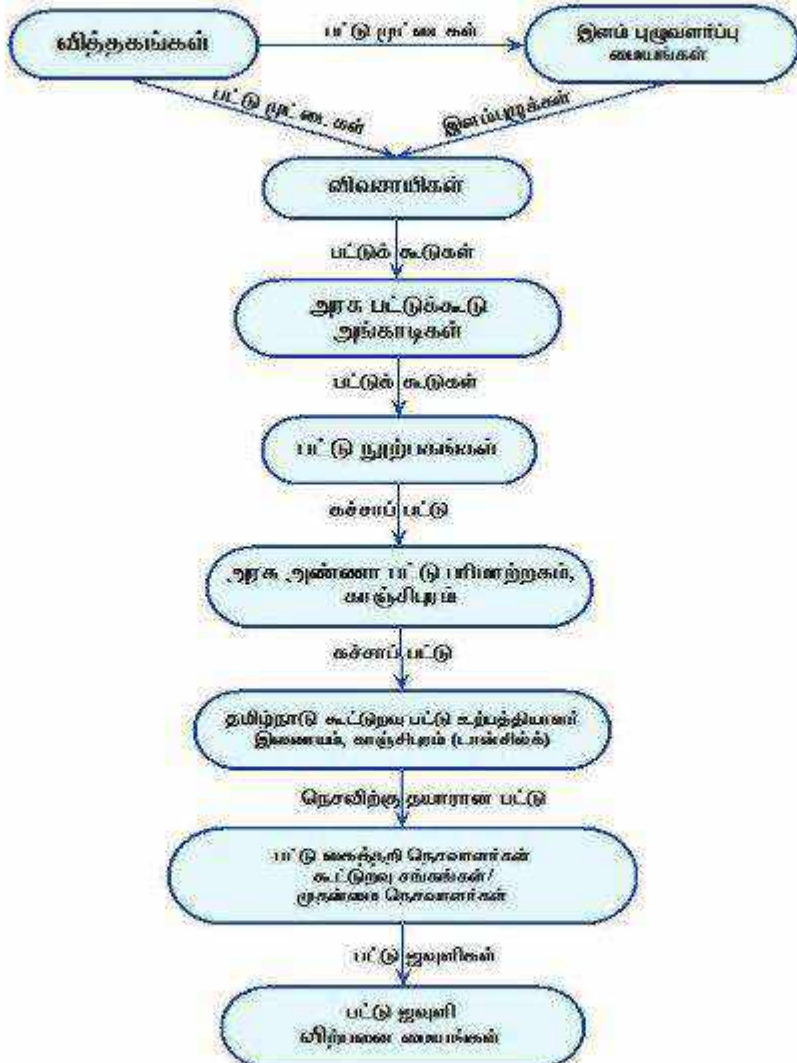 வித்தகங்கள்
பட்டு முட்டைகள்
இளம் புழுவளர்ப்பு
மையங்கள்
பட்டு முட்டைகள்
இளம்புழுக்கள்
விவசாயிகள்
பட்டுக் கூடுகள்
அரசு பட்டுக்கூடு
அங்காடிகள்
பட்டுக் கூடுகள்
பட்டு நூற்பகங்கள்
கச்சாப் பட்டு
அரசு அண்ணா பட்டு பரிமாற்றகம்,
காஞ்சிபுரம்
கச்சாப் பட்டு
தமிழ்நாடு கூட்டுறவு பட்டு உற்பத்தியாளர்
இணையம், காஞ்சிபுரம் (டான்சில்க்)
நெசவிற்கு தயாரான பட்டு
பட்டு கைத்தறி நெசவாளர்கள்
கூட்டுறவு சங்கங்கள்/
முதன்மை நெசவாளர்கள்
பட்டு ஜவுளிகள்
பட்டு ஜவுளி
விற்பனை மையங்கள்